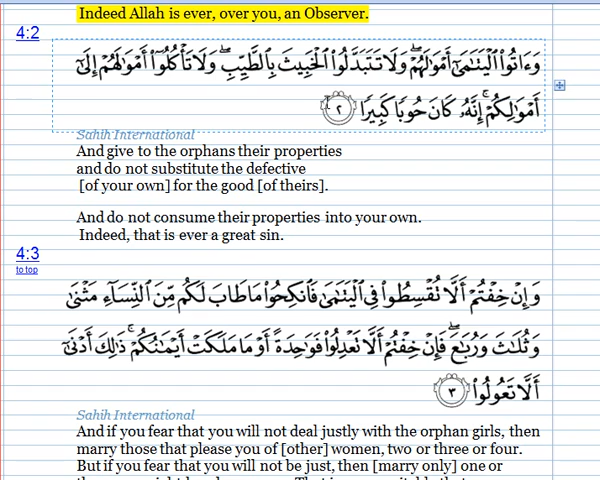 Indeed Allah is ever, over you, an Observer.
4:2
وَءَاتُوا۟ ٱلْيَتَـٰمَىٰٓ أَمْوَٰلَهُمْ ۖ وَلَا تَتَبَدَّلُوا۟ ٱلْخَبِيثَ بِٱلطَّيِّبِ ۖ وَلَا تَأْكُلُوٓا۟ أَمْوَٰلَهُمْ إِلَىٰٓ
أَمْوَٰلِكُمْ ۚ إِنَّهُۥ كَانَ حُوبًا كَبِيرًا ٢
Sahih International
And give to the orphans their properties
and do not substitute the defective
[of your own] for the good [of theirs].
And do not consume their properties into your own.
Indeed, that is ever a great sin.
4:3
to top
وَإِنْ خِفْتُمْ أَلَّا تُقْسِطُوا۟ فِى ٱلْيَتَـٰمَىٰ فَٱنكِحُوا۟ مَا طَابَ لَكُم مِّنَ ٱلنِّسَآءِ مَثْنَىٰ
وَثُلَـٰثَ وَرُبَـٰعَ ۖ فَإِنْ خِفْتُمْ أَلَّا تَعْدِلُوا۟ فَوَٰحِدَةً أَوْ مَا مَلَكَتْ أَيْمَـٰنُكُمْ ۚ ذَٰلِكَ أَدْنَىٰٓ
أَلَّا تَعُولُوا۟ ٣
Sahih International
And if you fear that you will not deal justly with the orphan girls, then
marry those that please you of [other] women, two or three or four.
But if you fear that you will not be just, then [marry only] one or